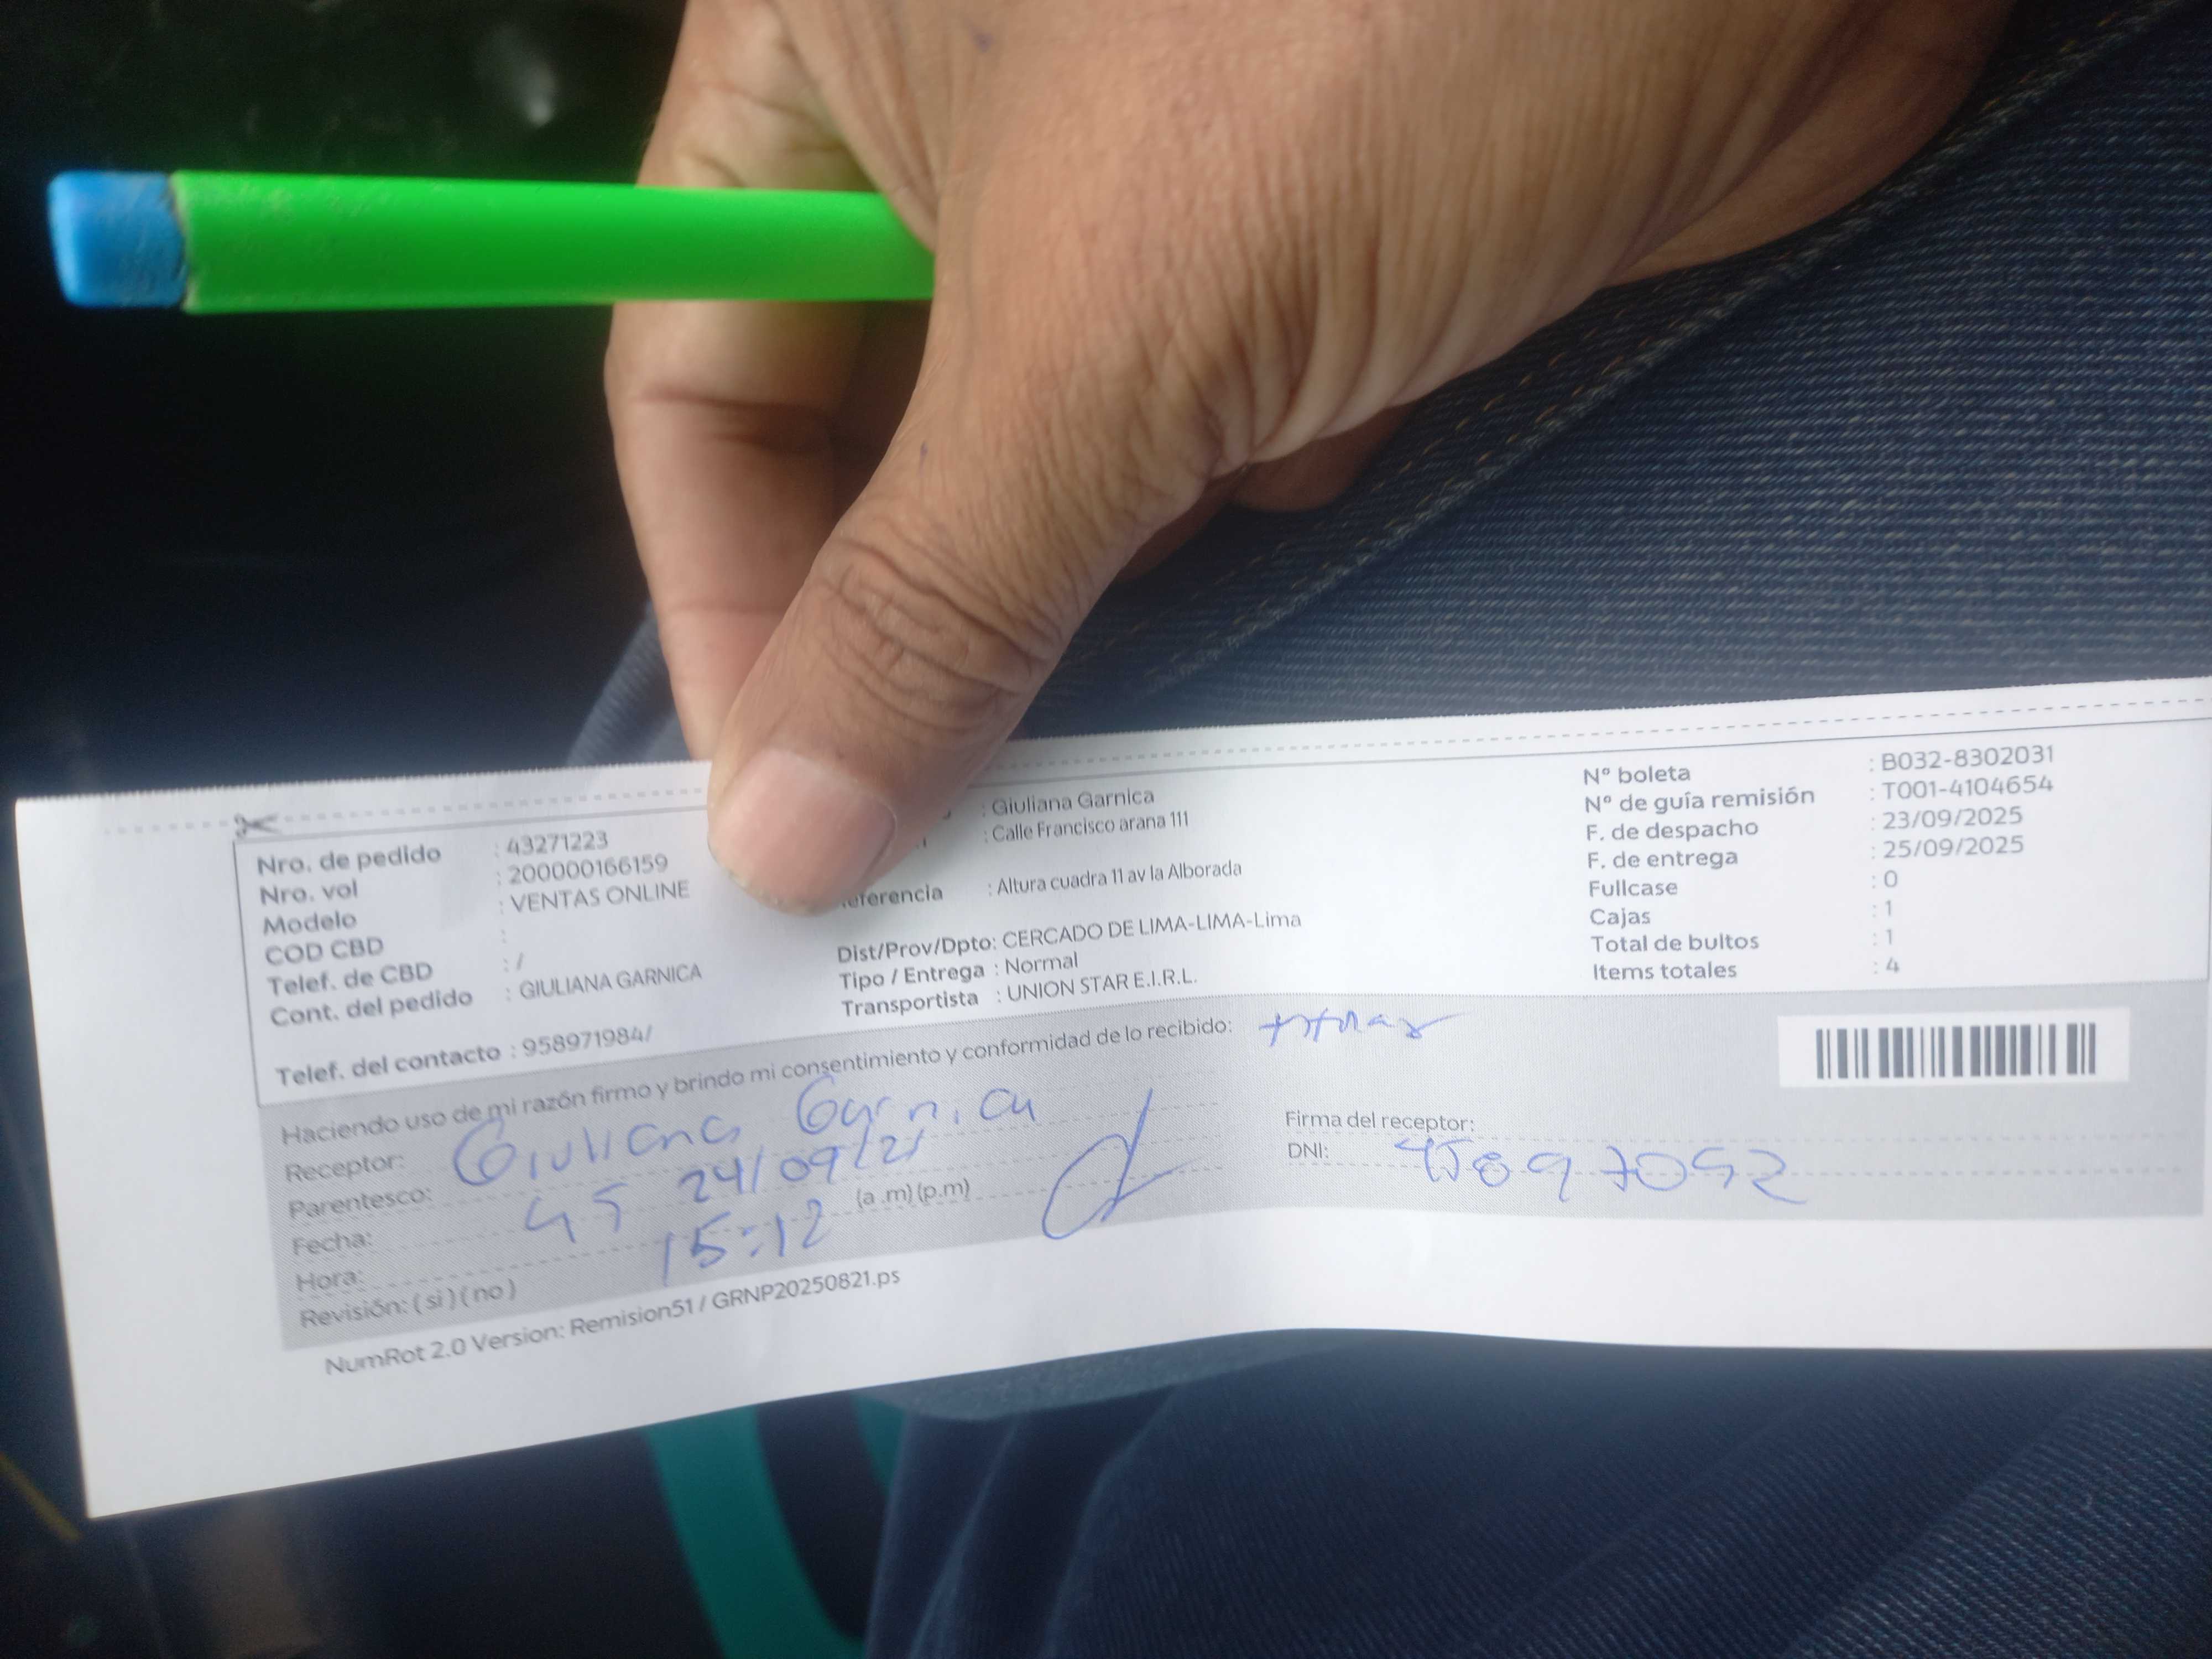 Nro. de pedido : 43271223
Nro. vol : 200000166159
Modelo : VENTAS ONLINE
COD CBD :
Telef. de CBD : /
Cont. del pedido : GIULIANA GARNICA
Telef. del contacto : 958971984/
: Giuliana Garnica
: Calle Francisco arana 111
: Altura cuadra 11 av la Alborada
Dist/Prov/Dpto: CERCADO DE LIMA-LIMA-Lima
Tipo / Entrega : Normal
Transportista : UNION STAR E.I.R.L.
Nº boleta : B032-8302031
Nº de guía remisión : T001-4104654
F. de despacho : 23/09/2025
F. de entrega : 25/09/2025
Fullcase : 0
Cajas : 1
Total de bultos : 1
Items totales : 4
Haciendo uso de mi razón firmo y brindo mi consentimiento y conformidad de lo recibido:
Receptor: Giuliana Garnica
Parentesco:
Fecha: 24/09/25
Hora: 15:12 (a .m) (p.m)
Revisión: ( si ) ( no )
Firma del receptor:
DNI:
NumRot 2.0 Version: Remision51 / GRNP20250821.ps